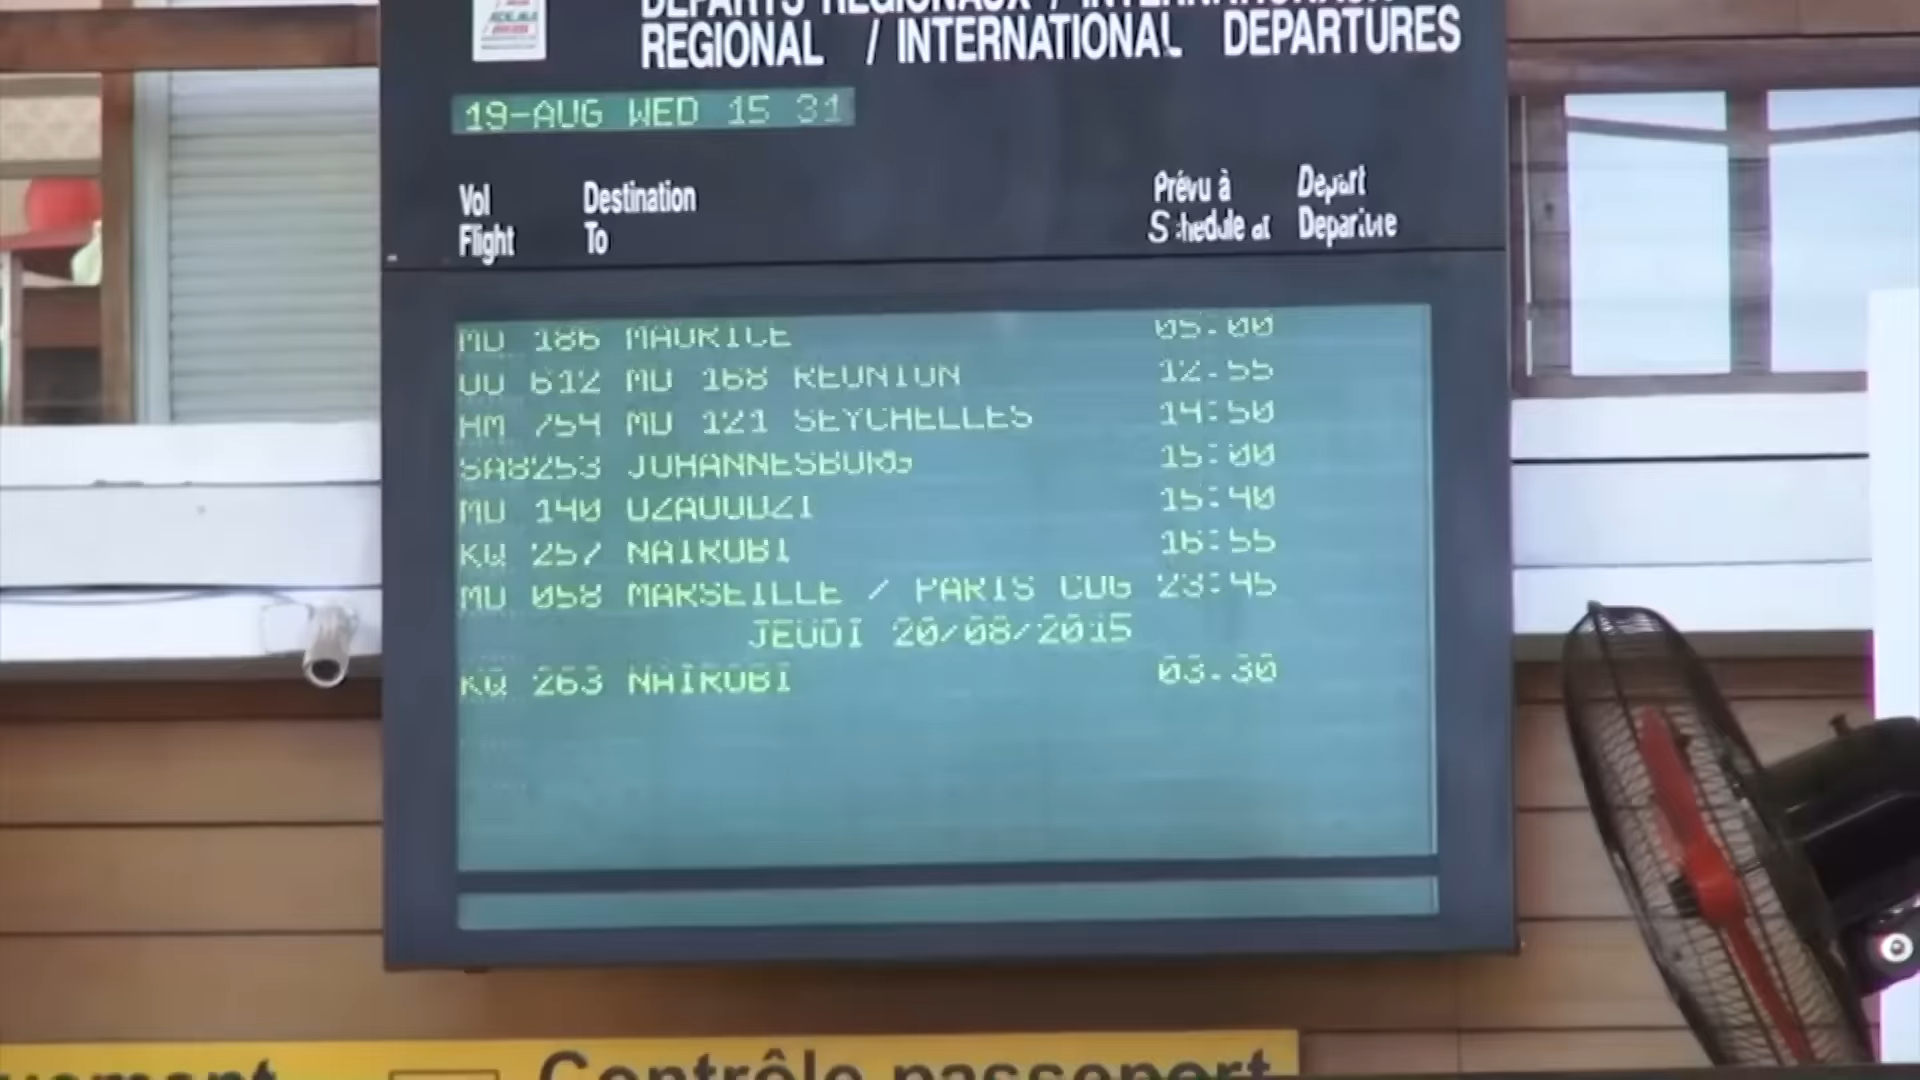 DEPARTS REGIONAUX / INTERNATIONAUX
REGIONAL / INTERNATIONAL DEPARTURES
19-AUG WED 15 31
Vol Destination Prévu à Depart
Flight To Schedule at Departure
MD 186 MAURICE 05:00
UU 612 MD 168 REUNION 12:55
HM 754 MD 121 SEYCHELLES 14:50
SA8253 JOHANNESBURG 15:00
MD 140 DZAOUDZI 15:40
KQ 257 NAIROBI 16:55
MD 058 MARSEILLE / PARIS CDG 23:45
JEUDI 20/08/2015
KQ 263 NAIROBI 03:30
Contrôle passeport